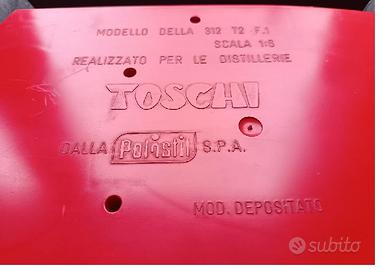 MODELLO DELLA 312 T2 F.1
SCALA 1:8
REALIZZATO PER LE DISTILLERIE
TOSCHI
DALLA Polistil S.P.A.
MOD. DEPOSITATO
subito